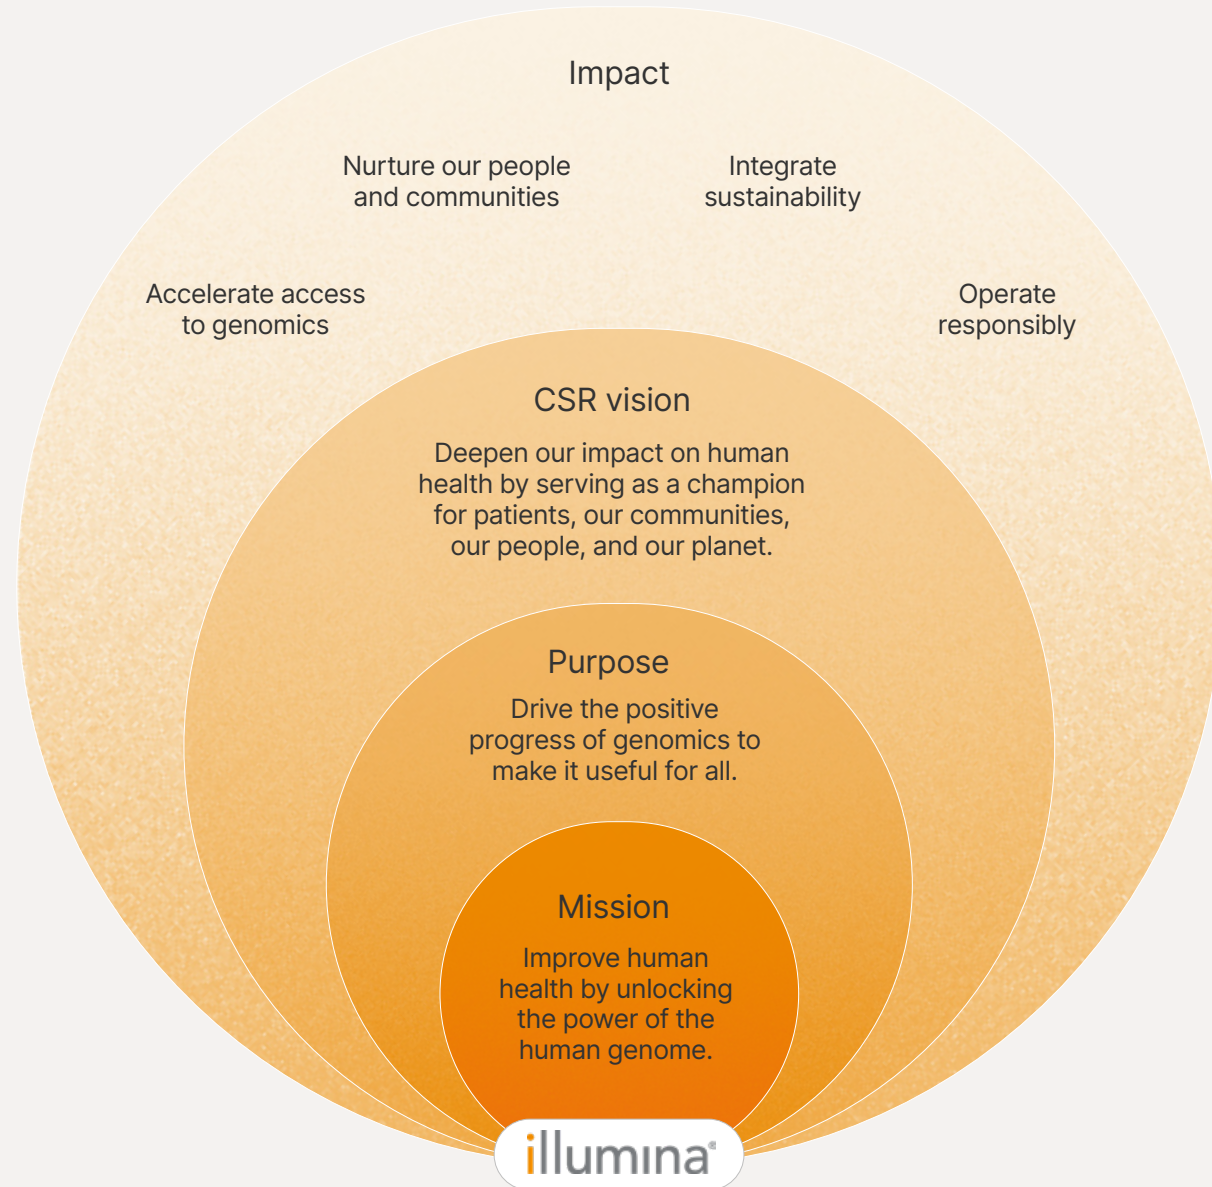 Impact
Nurture our people
and communities
Integrate
sustainability
Accelerate access
to genomics
Operate
responsibly
CSR vision
Deepen our impact on human
health by serving as a champion
for patients, our communities,
our people, and our planet.
Purpose
Drive the positive
progress of genomics to
make it useful for all.
Mission
Improve human
health by unlocking
the power of the
human genome.
illumina®